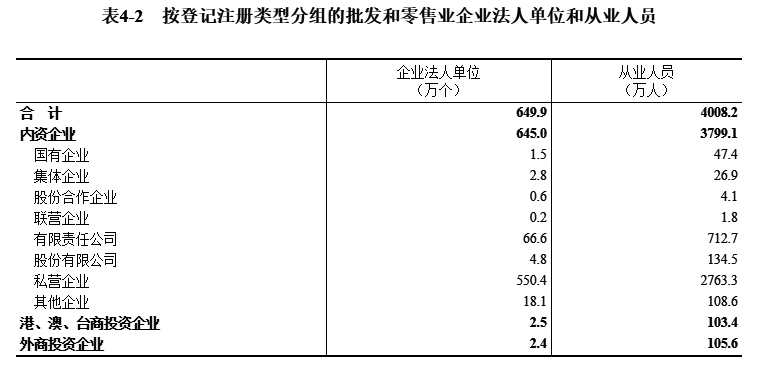 表4-2 按登记注册类型分组的批发和零售业企业法人单位和从业人员
企业法人单位 从业人员
（万个） （万人）
合 计 649.9 4008.2
内资企业 645.0 3799.1
国有企业 1.5 47.4
集体企业 2.8 26.9
股份合作企业 0.6 4.1
联营企业 0.2 1.8
有限责任公司 66.6 712.7
股份有限公司 4.8 134.5
私营企业 550.4 2763.3
其他企业 18.1 108.6
港、澳、台商投资企业 2.5 103.4
外商投资企业 2.4 105.6